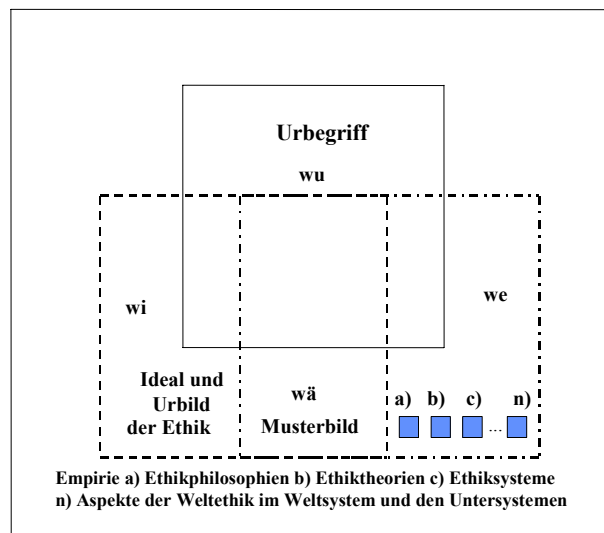 Urbegriff
wu
wi
we
Ideal und
Urbild
der Ethik
wä
Musterbild
a) b) c) n)
...
Empirie a) Ethikphilosophien b) Ethiktheorien c) Ethiksysteme
n) Aspekte der Weltethik im Weltsystem und den Untersystemen